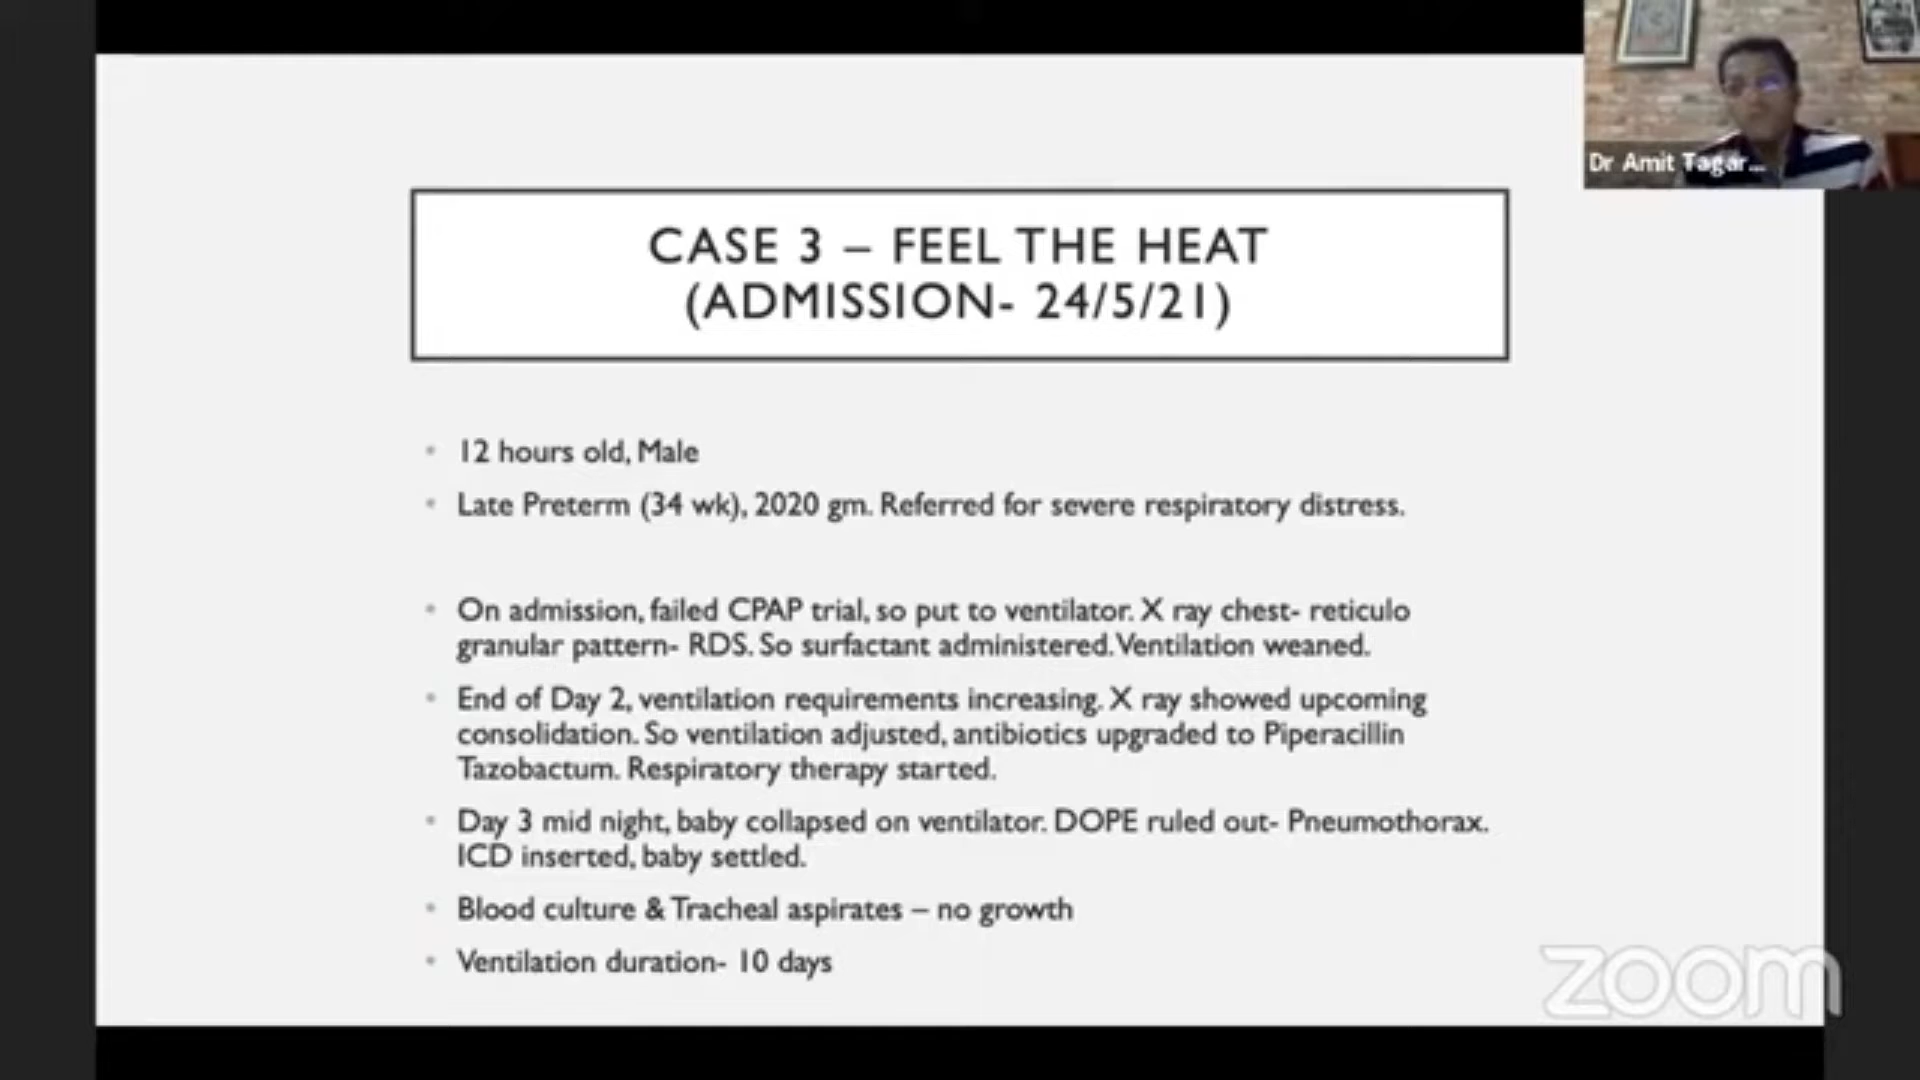 Dr Amit Tagar...
CASE 3 – FEEL THE HEAT
(ADMISSION- 24/5/21)
• 12 hours old, Male
• Late Preterm (34 wk), 2020 gm. Referred for severe respiratory distress.
• On admission, failed CPAP trial, so put to ventilator. X ray chest- reticulo
granular pattern- RDS. So surfactant administered. Ventilation weaned.
• End of Day 2, ventilation requirements increasing. X ray showed upcoming
consolidation. So ventilation adjusted, antibiotics upgraded to Piperacillin
Tazobactum. Respiratory therapy started.
• Day 3 mid night, baby collapsed on ventilator. DOPE ruled out- Pneumothorax.
ICD inserted, baby settled.
• Blood culture & Tracheal aspirates – no growth
• Ventilation duration- 10 days
zoom